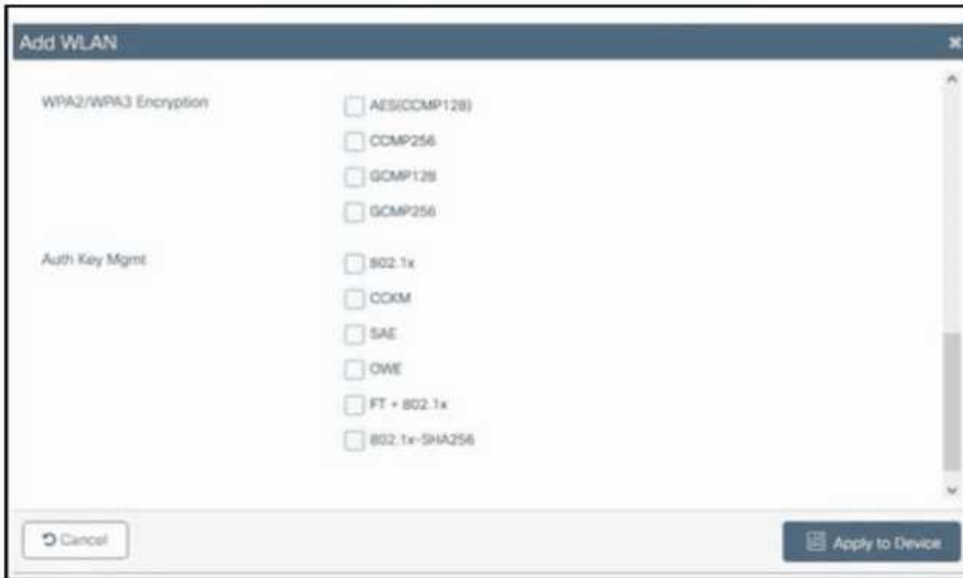 Add WLAN
WPA2/WPA3 Encryption
AES(CCMP128)
CCMP256
GCMP128
GCMP256
Auth Key Mgmt
802.1x
CCKM
SAE
OWE
FT + 802.1x
802.1x-SHA256
Cancel
Apply to Device